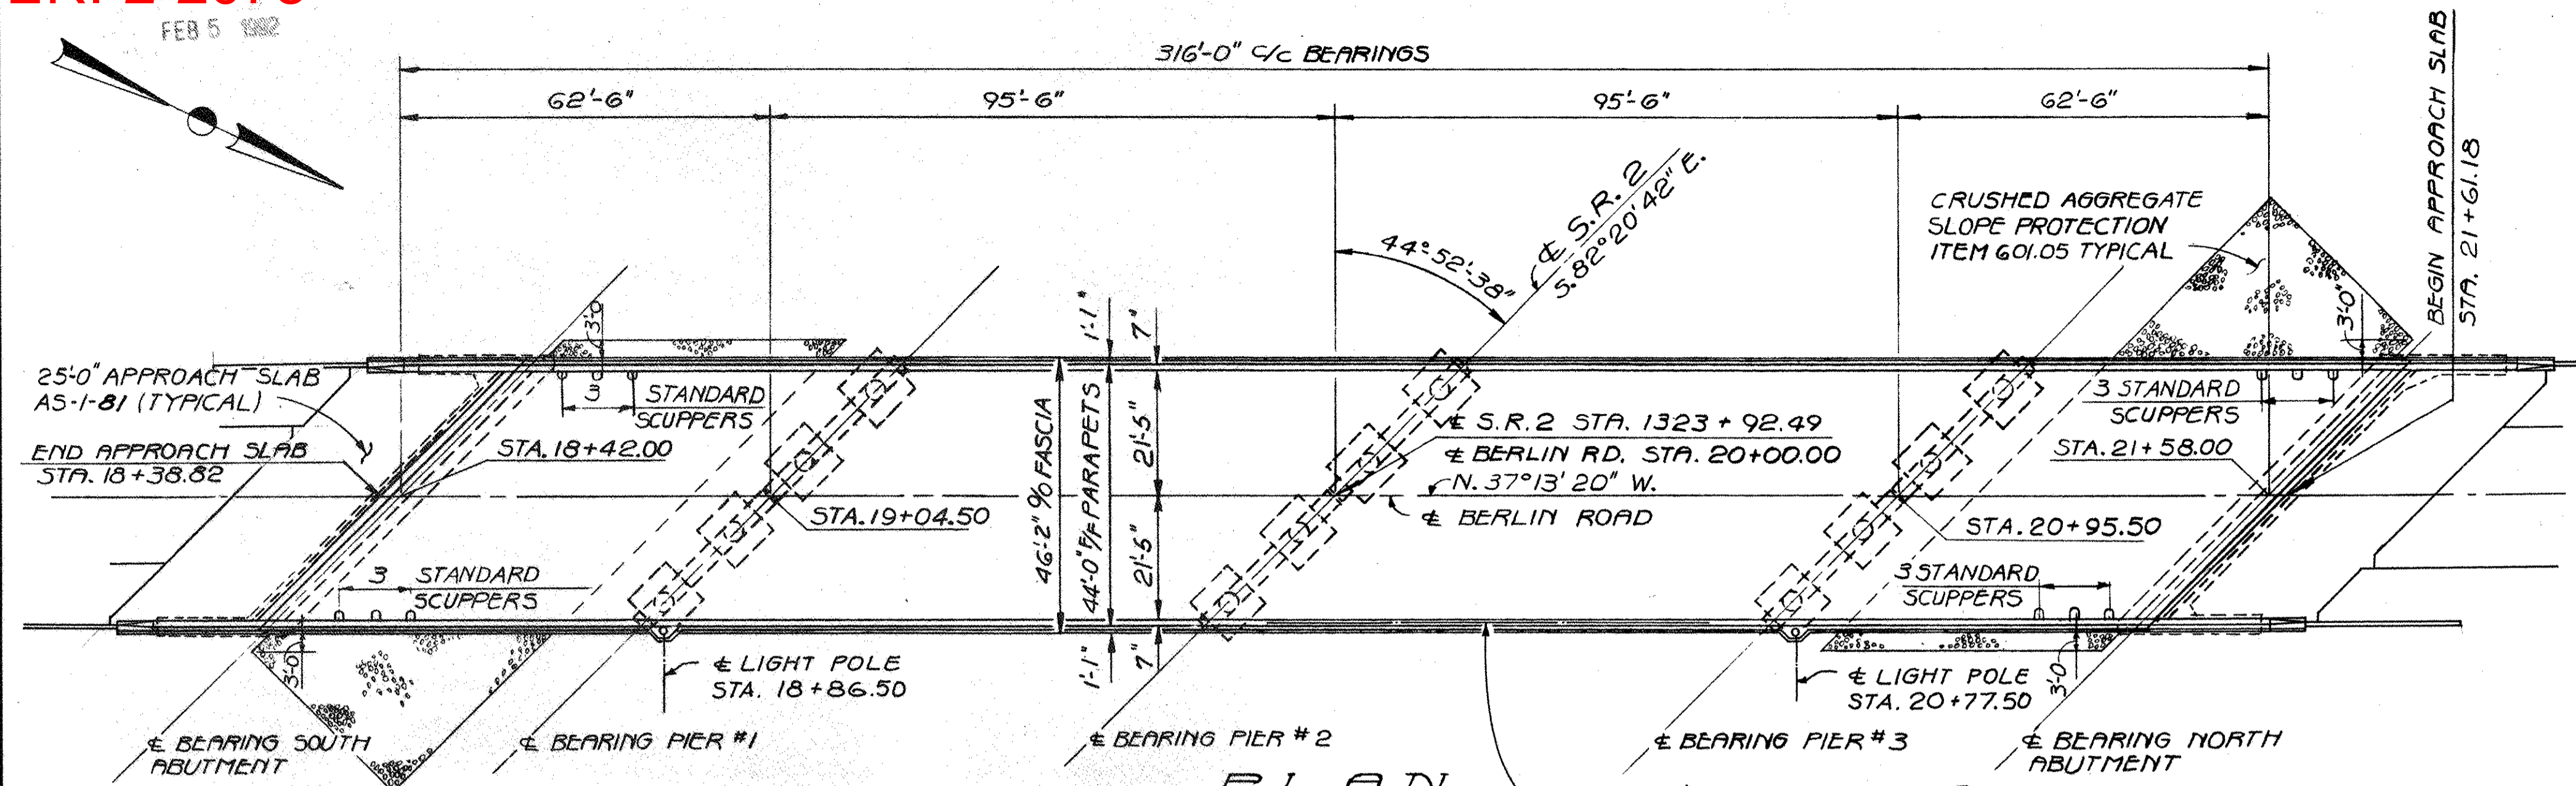 FEB 5 1992
316'-0" C/C BEARINGS
62'-6"
95'-6"
95'-6"
62'-6"
BEGIN APPROACH SLAB
STA. 21+61.18
℄ S.R. 2
S.82°20'42" E.
44°-52'-38"
CRUSHED AGGREGATE
SLOPE PROTECTION
ITEM 601.05 TYPICAL
3'-0
1'-1"
7"
3'-0"
25'-0" APPROACH SLAB
AS-1-81 (TYPICAL)
3 STANDARD
SCUPPERS
3 STANDARD
SCUPPERS
END APPROACH SLAB
STA. 18+38.82
STA. 18+42.00
46'-2" O/O FASCIA
44'-0" F/F PARAPETS
21'-5"
21'-5"
℄ S.R. 2 STA. 1323 + 92.49
℄ BERLIN RD. STA. 20+00.00
N. 37°13' 20" W.
℄ BERLIN ROAD
STA. 21+58.00
STA. 19+04.50
STA. 20+95.50
3 STANDARD
SCUPPERS
3 STANDARD
SCUPPERS
3'-0"
1'-1"
7"
3'-0
℄ LIGHT POLE
STA. 18+86.50
℄ LIGHT POLE
STA. 20+77.50
℄ BEARING SOUTH
ABUTMENT
℄ BEARING PIER #1
℄ BEARING PIER #2
℄ BEARING PIER #3
℄ BEARING NORTH
ABUTMENT
PLAN